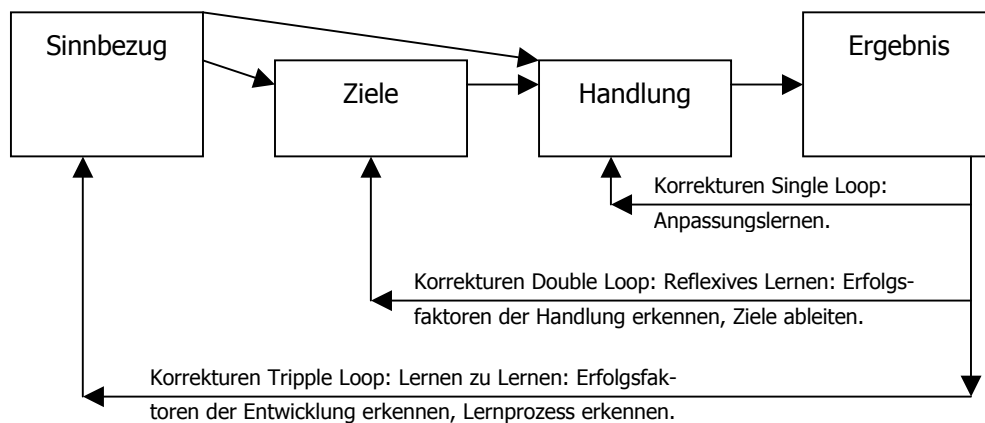 Sinnbezug
Ziele
Handlung
Ergebnis
Korrekturen Single Loop:
Anpassungslernen.
Korrekturen Double Loop: Reflexives Lernen: Erfolgs-
faktoren der Handlung erkennen, Ziele ableiten.
Korrekturen Tripple Loop: Lernen zu Lernen: Erfolgsfak-
toren der Entwicklung erkennen, Lernprozess erkennen.